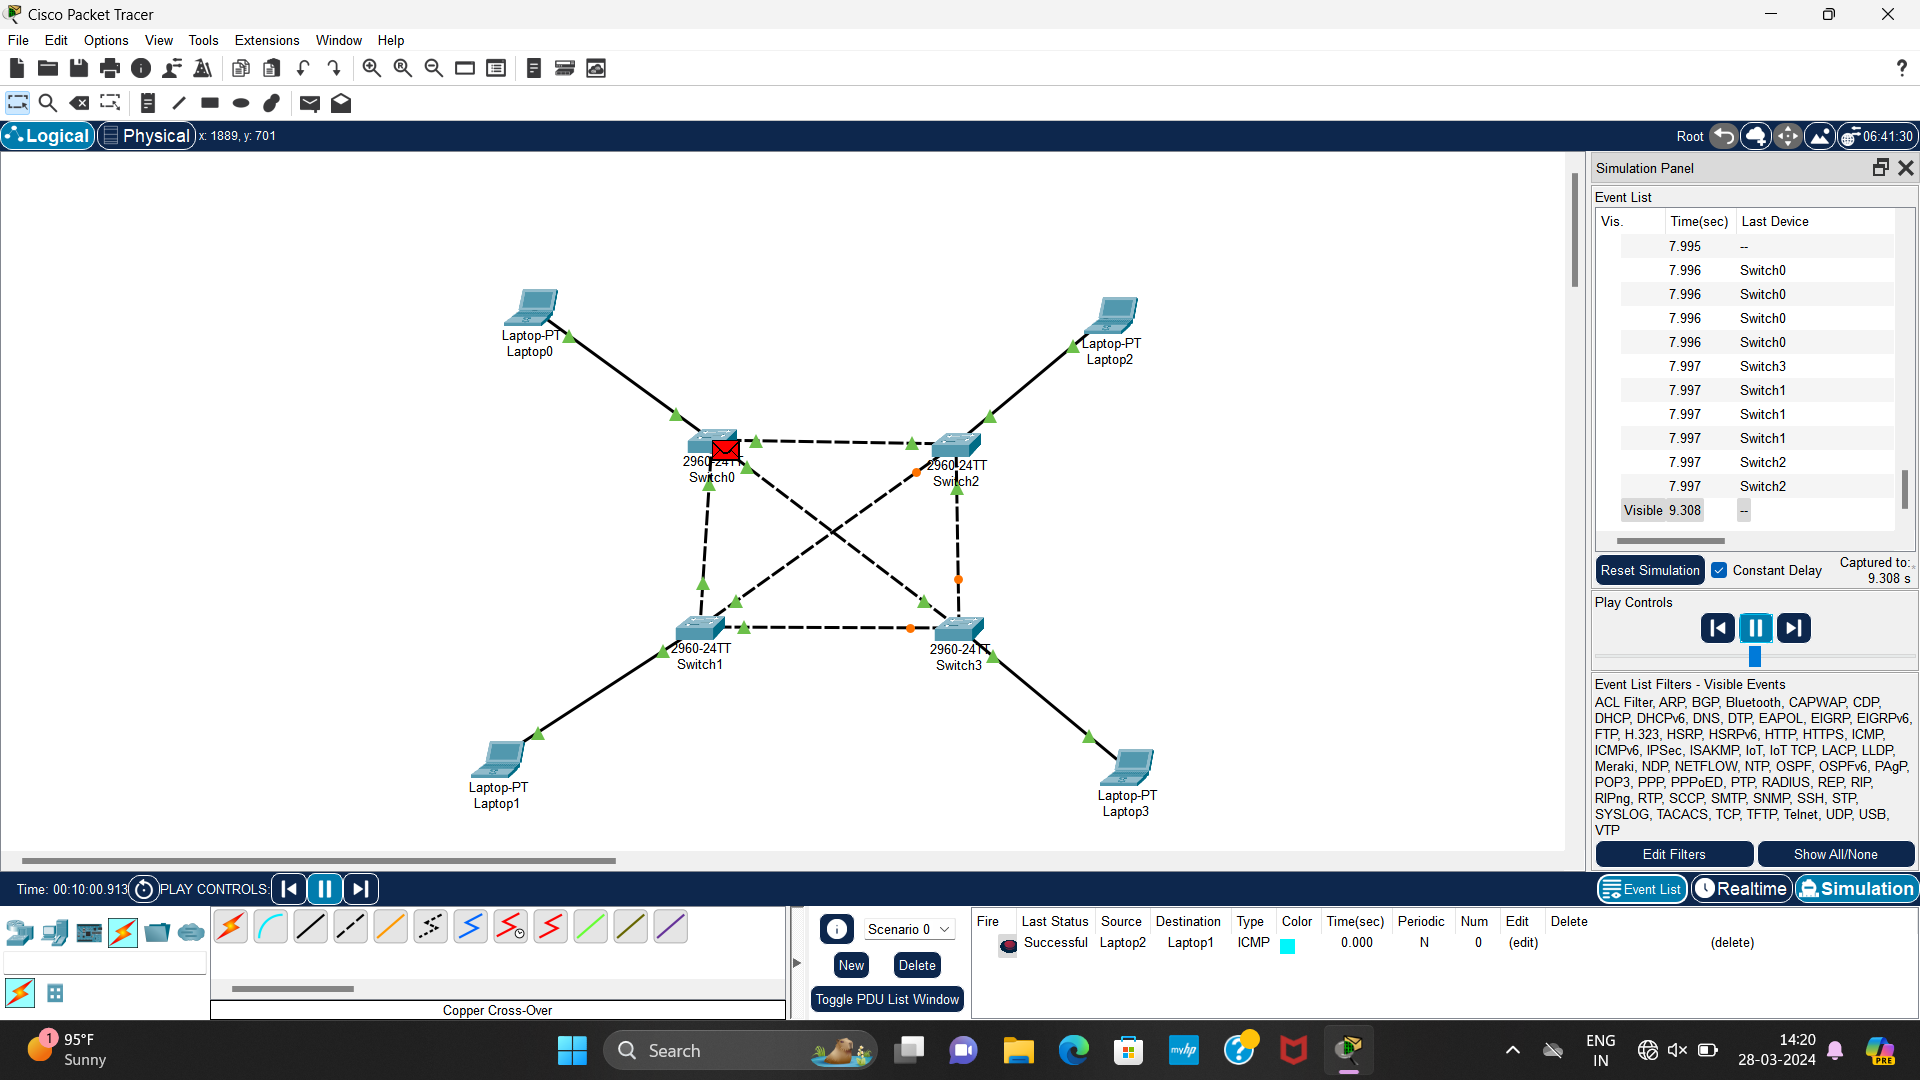 Cisco Packet Tracer
File Edit Options View Tools Extensions Window Help
?
Logical Physical x: 1889, y: 701 Root 06:41:30
Simulation Panel
Event List
Vis. Time(sec) Last Device
7.995 --
7.996 Switch0
7.996 Switch0
7.996 Switch0
7.996 Switch0
7.997 Switch3
7.997 Switch1
7.997 Switch1
7.997 Switch1
7.997 Switch2
7.997 Switch2
Visible 9.308 --
Reset Simulation Constant Delay Captured to:
9.308 s
Play Controls
Event List Filters - Visible Events
ACL Filter, ARP, BGP, Bluetooth, CAPWAP, CDP,
DHCP, DHCPv6, DNS, DTP, EAPOL, EIGRP, EIGRPv6,
FTP, H.323, HSRP, HSRPv6, HTTP, HTTPS, ICMP,
ICMPv6, IPSec, ISAKMP, IoT, IoT TCP, LACP, LLDP,
Meraki, NDP, NETFLOW, NTP, OSPF, OSPFv6, PAgP,
POP3, PPP, PPPoED, PTP, RADIUS, REP, RIP,
RIPng, RTP, SCCP, SMTP, SNMP, SSH, STP,
SYSLOG, TACACS, TCP, TFTP, Telnet, UDP, USB,
VTP
Edit Filters Show All/None
Laptop-PT
Laptop0
Laptop-PT
Laptop2
2960-24TT
Switch0
2960-24TT
Switch2
2960-24TT
Switch1
2960-24TT
Switch3
Laptop-PT
Laptop1
Laptop-PT
Laptop3
Time: 00:10:00.913 PLAY CONTROLS: Event List Realtime Simulation
Scenario 0
New Delete
Toggle PDU List Window
Fire Last Status Source Destination Type Color Time(sec) Periodic Num Edit Delete
Successful Laptop2 Laptop1 ICMP 0.000 N 0 (edit) (delete)
Copper Cross-Over
1
95°F
Sunny
Search
myhp
ENG
IN
14:20
28-03-2024
PRE